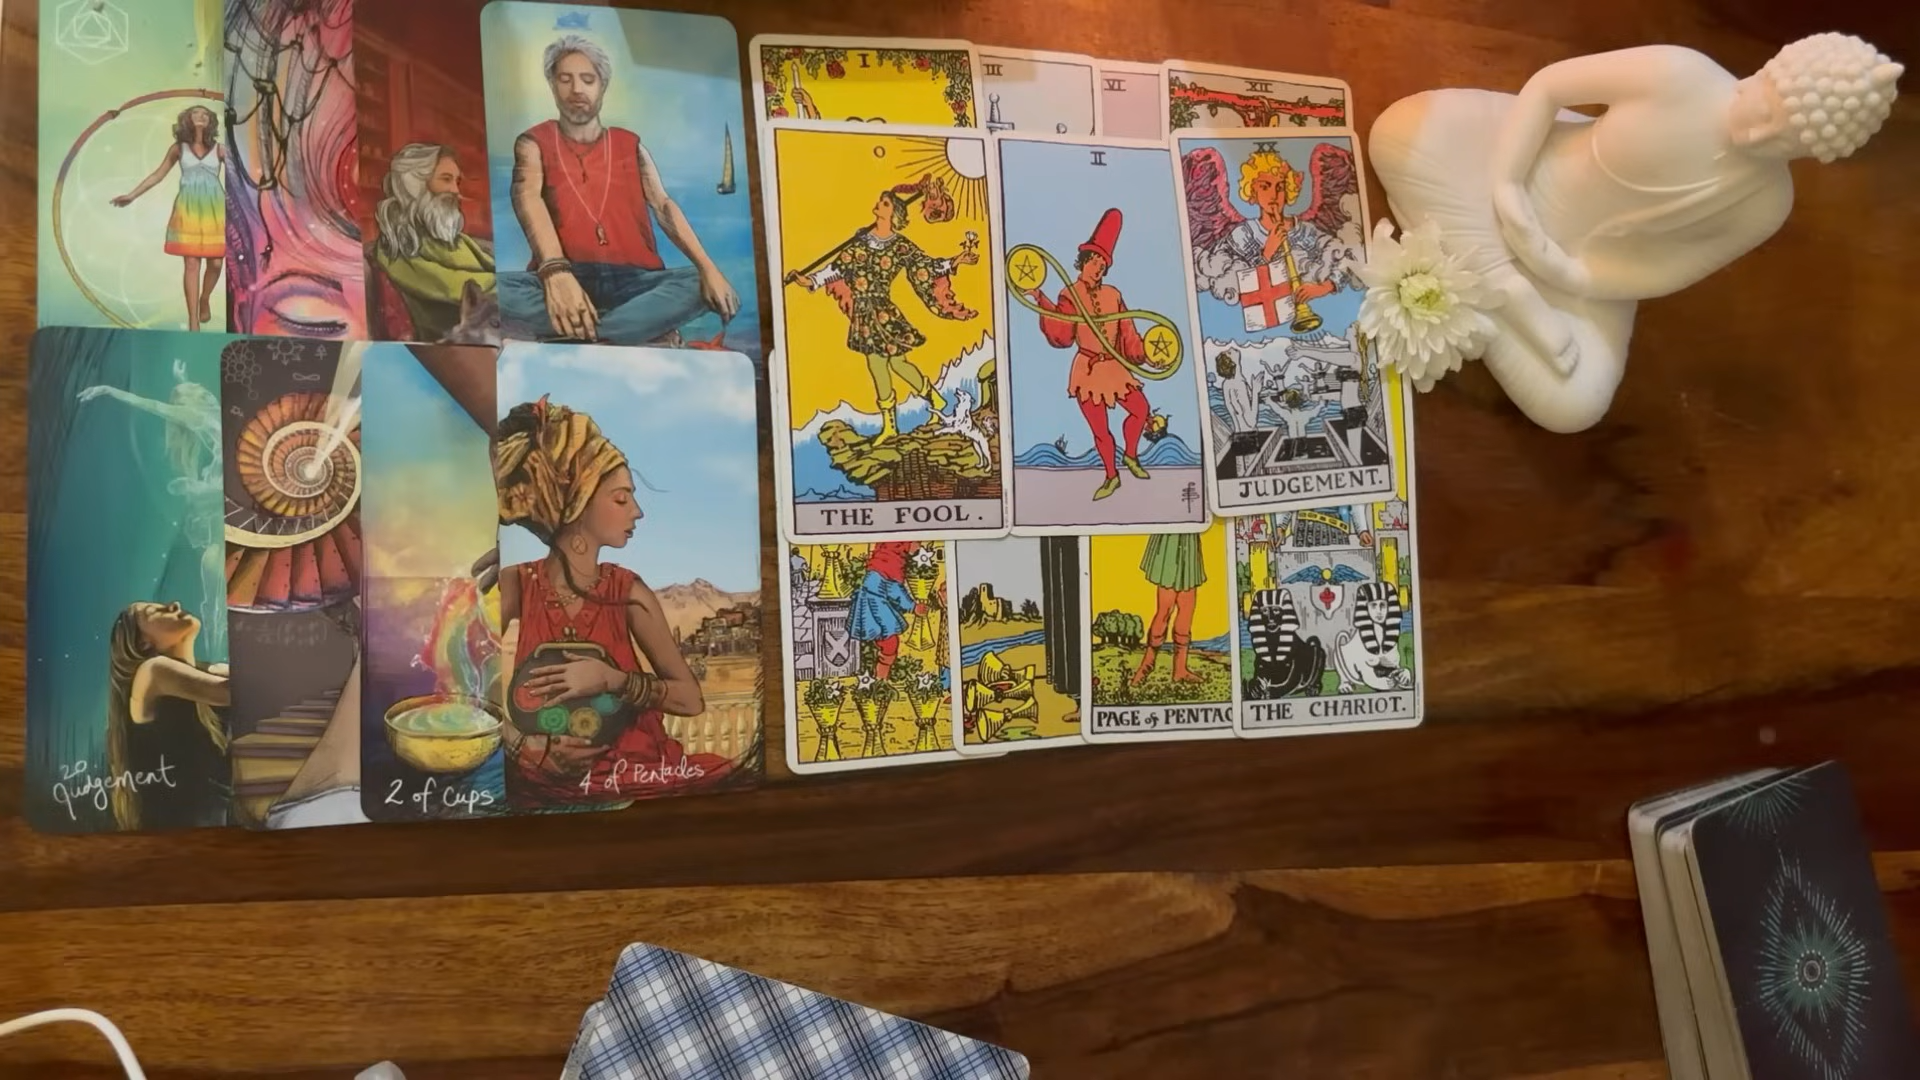 I
III
VI
XII
0
II
XX
THE FOOL.
JUDGEMENT.
PAGE of PENTAC
THE CHARIOT.
20
Judgement
2 of Cups
4 of Pentacles